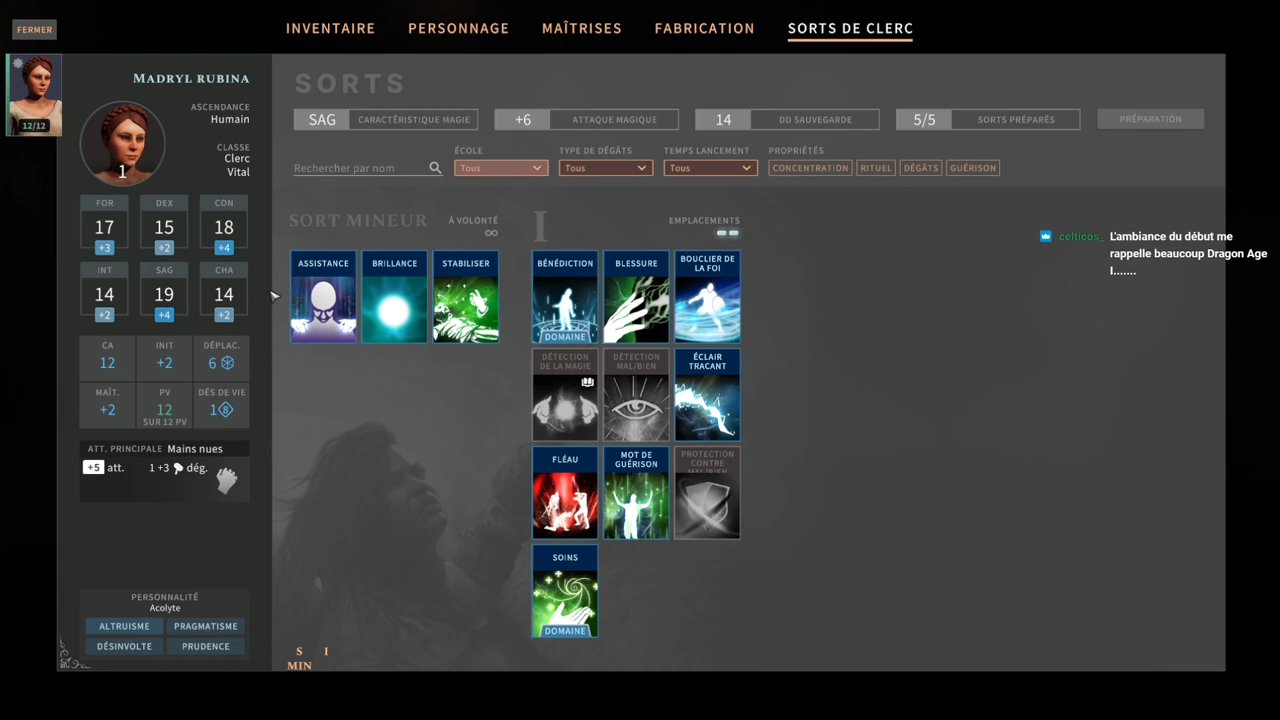 FERMER
INVENTAIRE
PERSONNAGE
MAÎTRISES
FABRICATION
SORTS DE CLERC
12/12
MADRYL RUBINA
ASCENDANCE
Humain
CLASSE
Clerc
Vital
1
FOR
DEX
CON
17
15
18
+3
+2
+4
INT
SAG
CHA
14
19
14
+2
+4
+2
CA
INIT
DÉPLAC.
12
+2
6
MAÎT.
PV
DÉS DE VIE
+2
12
1
8
SUR 12 PV
ATT. PRINCIPALE Mains nues
+5 att.
1 +3 dég.
PERSONNALITÉ
Acolyte
ALTRUISME
PRAGMATISME
DÉSINVOLTE
PRUDENCE
SORTS
SAG CARACTÉRISTIQUE MAGIE
+6 ATTAQUE MAGIQUE
14 DD SAUVEGARDE
5/5 SORTS PRÉPARÉS
PRÉPARATION
ÉCOLE
TYPE DE DÉGÂTS
TEMPS LANCEMENT
PROPRIÉTÉS
Rechercher par nom
Tous
Tous
Tous
CONCENTRATION
RITUEL
DÉGÂTS
GUÉRISON
SORT MINEUR
À VOLONTÉ
∞
I
EMPLACEMENTS
ASSISTANCE
BRILLANCE
STABILISER
BÉNÉDICTION
DOMAINE
BLESSURE
BOUCLIER DE
LA FOI
DÉTECTION
DE LA MAGIE
DÉTECTION
MAL/BIEN
ÉCLAIR
TRAÇANT
FLÉAU
MOT DE
GUÉRISON
PROTECTION
CONTRE
MAL/BIEN
SOINS
DOMAINE
S
I
MIN
celticos_ L'ambiance du début me
rappelle beaucoup Dragon Age
I.......